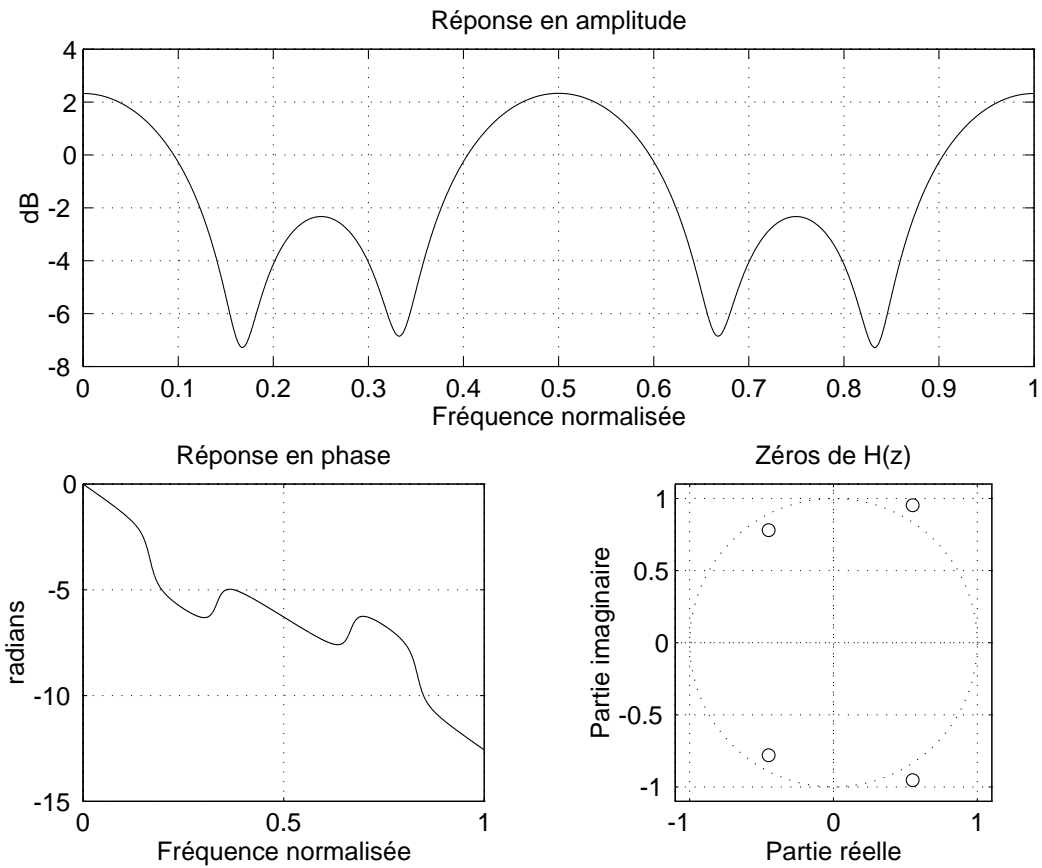 Réponse en amplitude
4
2
0
-2
-4
-6
-8
dB
0 0.1 0.2 0.3 0.4 0.5 0.6 0.7 0.8 0.9 1
Fréquence normalisée
Réponse en phase
0
-5
-10
-15
radians
0 0.5 1
Fréquence normalisée
Zéros de H(z)
1
0.5
0
-0.5
-1
Partie imaginaire
-1 0 1
Partie réelle